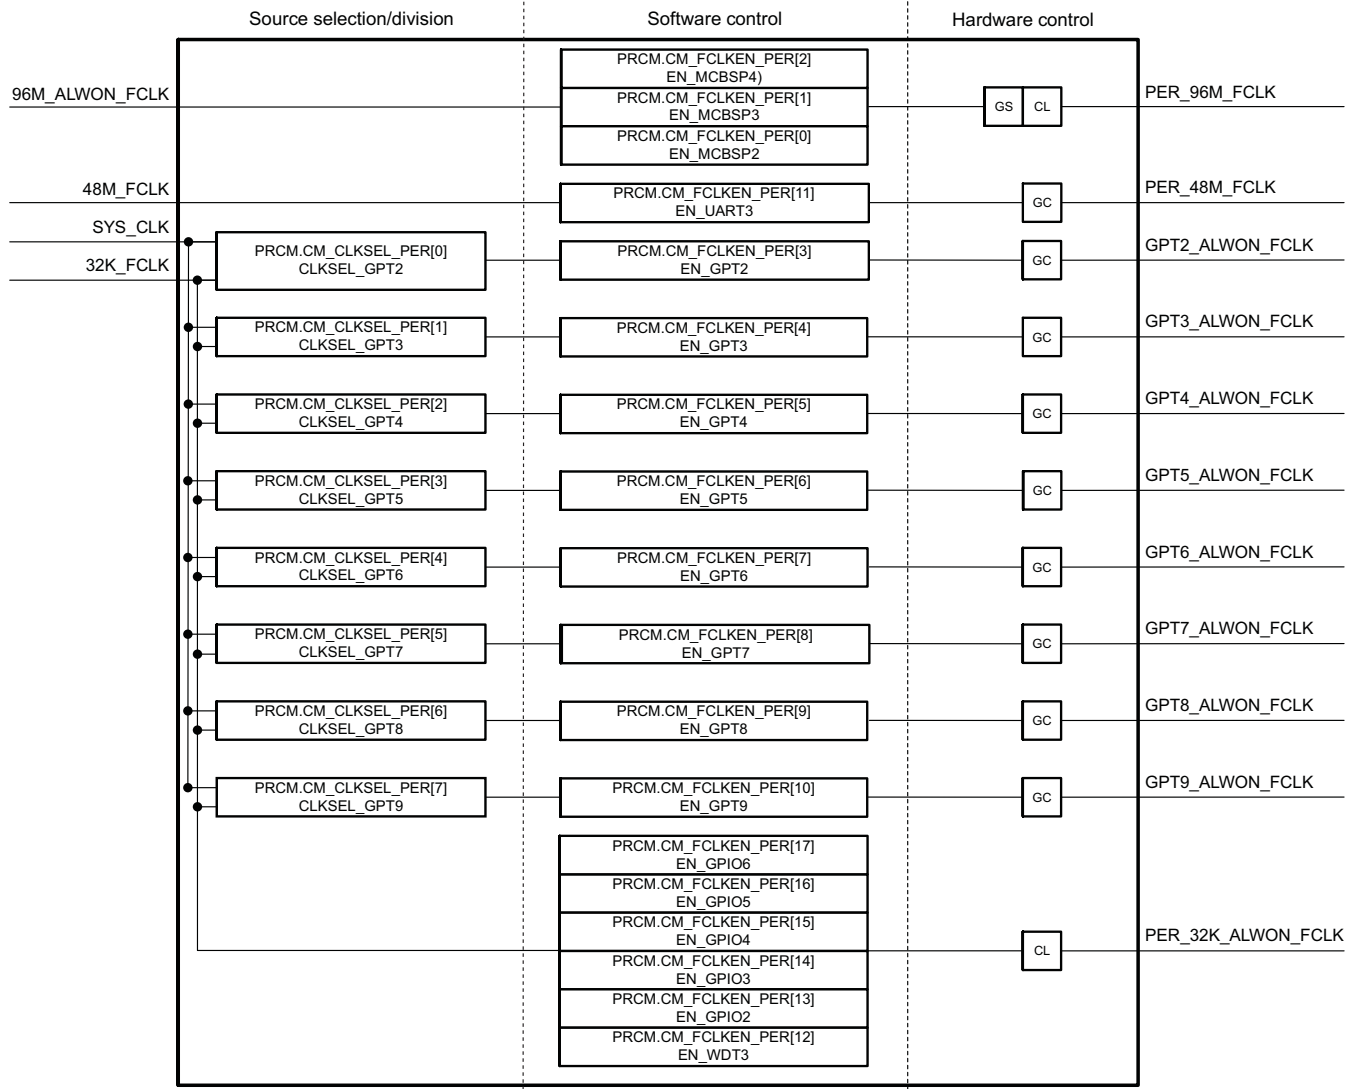 Source selection/division
Software control
Hardware control
PRCM.CM_FCLKEN_PER[2]
EN_MCBSP4)
96M_ALWON_FCLK
PRCM.CM_FCLKEN_PER[1]
EN_MCBSP3
GS
CL
PER_96M_FCLK
PRCM.CM_FCLKEN_PER[0]
EN_MCBSP2
48M_FCLK
PRCM.CM_FCLKEN_PER[11]
EN_UART3
GC
PER_48M_FCLK
SYS_CLK
32K_FCLK
PRCM.CM_CLKSEL_PER[0]
CLKSEL_GPT2
PRCM.CM_FCLKEN_PER[3]
EN_GPT2
GC
GPT2_ALWON_FCLK
PRCM.CM_CLKSEL_PER[1]
CLKSEL_GPT3
PRCM.CM_FCLKEN_PER[4]
EN_GPT3
GC
GPT3_ALWON_FCLK
PRCM.CM_CLKSEL_PER[2]
CLKSEL_GPT4
PRCM.CM_FCLKEN_PER[5]
EN_GPT4
GC
GPT4_ALWON_FCLK
PRCM.CM_CLKSEL_PER[3]
CLKSEL_GPT5
PRCM.CM_FCLKEN_PER[6]
EN_GPT5
GC
GPT5_ALWON_FCLK
PRCM.CM_CLKSEL_PER[4]
CLKSEL_GPT6
PRCM.CM_FCLKEN_PER[7]
EN_GPT6
GC
GPT6_ALWON_FCLK
PRCM.CM_CLKSEL_PER[5]
CLKSEL_GPT7
PRCM.CM_FCLKEN_PER[8]
EN_GPT7
GC
GPT7_ALWON_FCLK
PRCM.CM_CLKSEL_PER[6]
CLKSEL_GPT8
PRCM.CM_FCLKEN_PER[9]
EN_GPT8
GC
GPT8_ALWON_FCLK
PRCM.CM_CLKSEL_PER[7]
CLKSEL_GPT9
PRCM.CM_FCLKEN_PER[10]
EN_GPT9
GC
GPT9_ALWON_FCLK
PRCM.CM_FCLKEN_PER[17]
EN_GPIO6
PRCM.CM_FCLKEN_PER[16]
EN_GPIO5
PRCM.CM_FCLKEN_PER[15]
EN_GPIO4
CL
PER_32K_ALWON_FCLK
PRCM.CM_FCLKEN_PER[14]
EN_GPIO3
PRCM.CM_FCLKEN_PER[13]
EN_GPIO2
PRCM.CM_FCLKEN_PER[12]
EN_WDT3